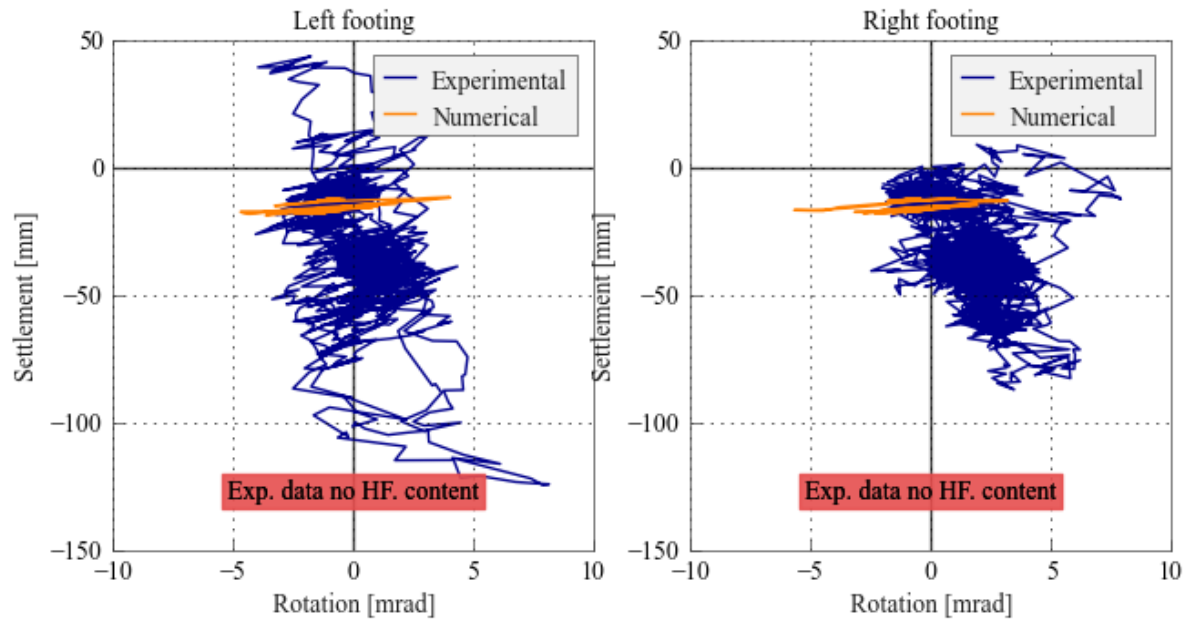 Left footing
50
0
−50
−100
−150
−10
−5
0
5
10
Settlement [mm]
Rotation [mrad]
Experimental
Numerical
Exp. data no HF. content
Right footing
50
0
−50
−100
−150
−10
−5
0
5
10
Settlement [mm]
Rotation [mrad]
Experimental
Numerical
Exp. data no HF. content